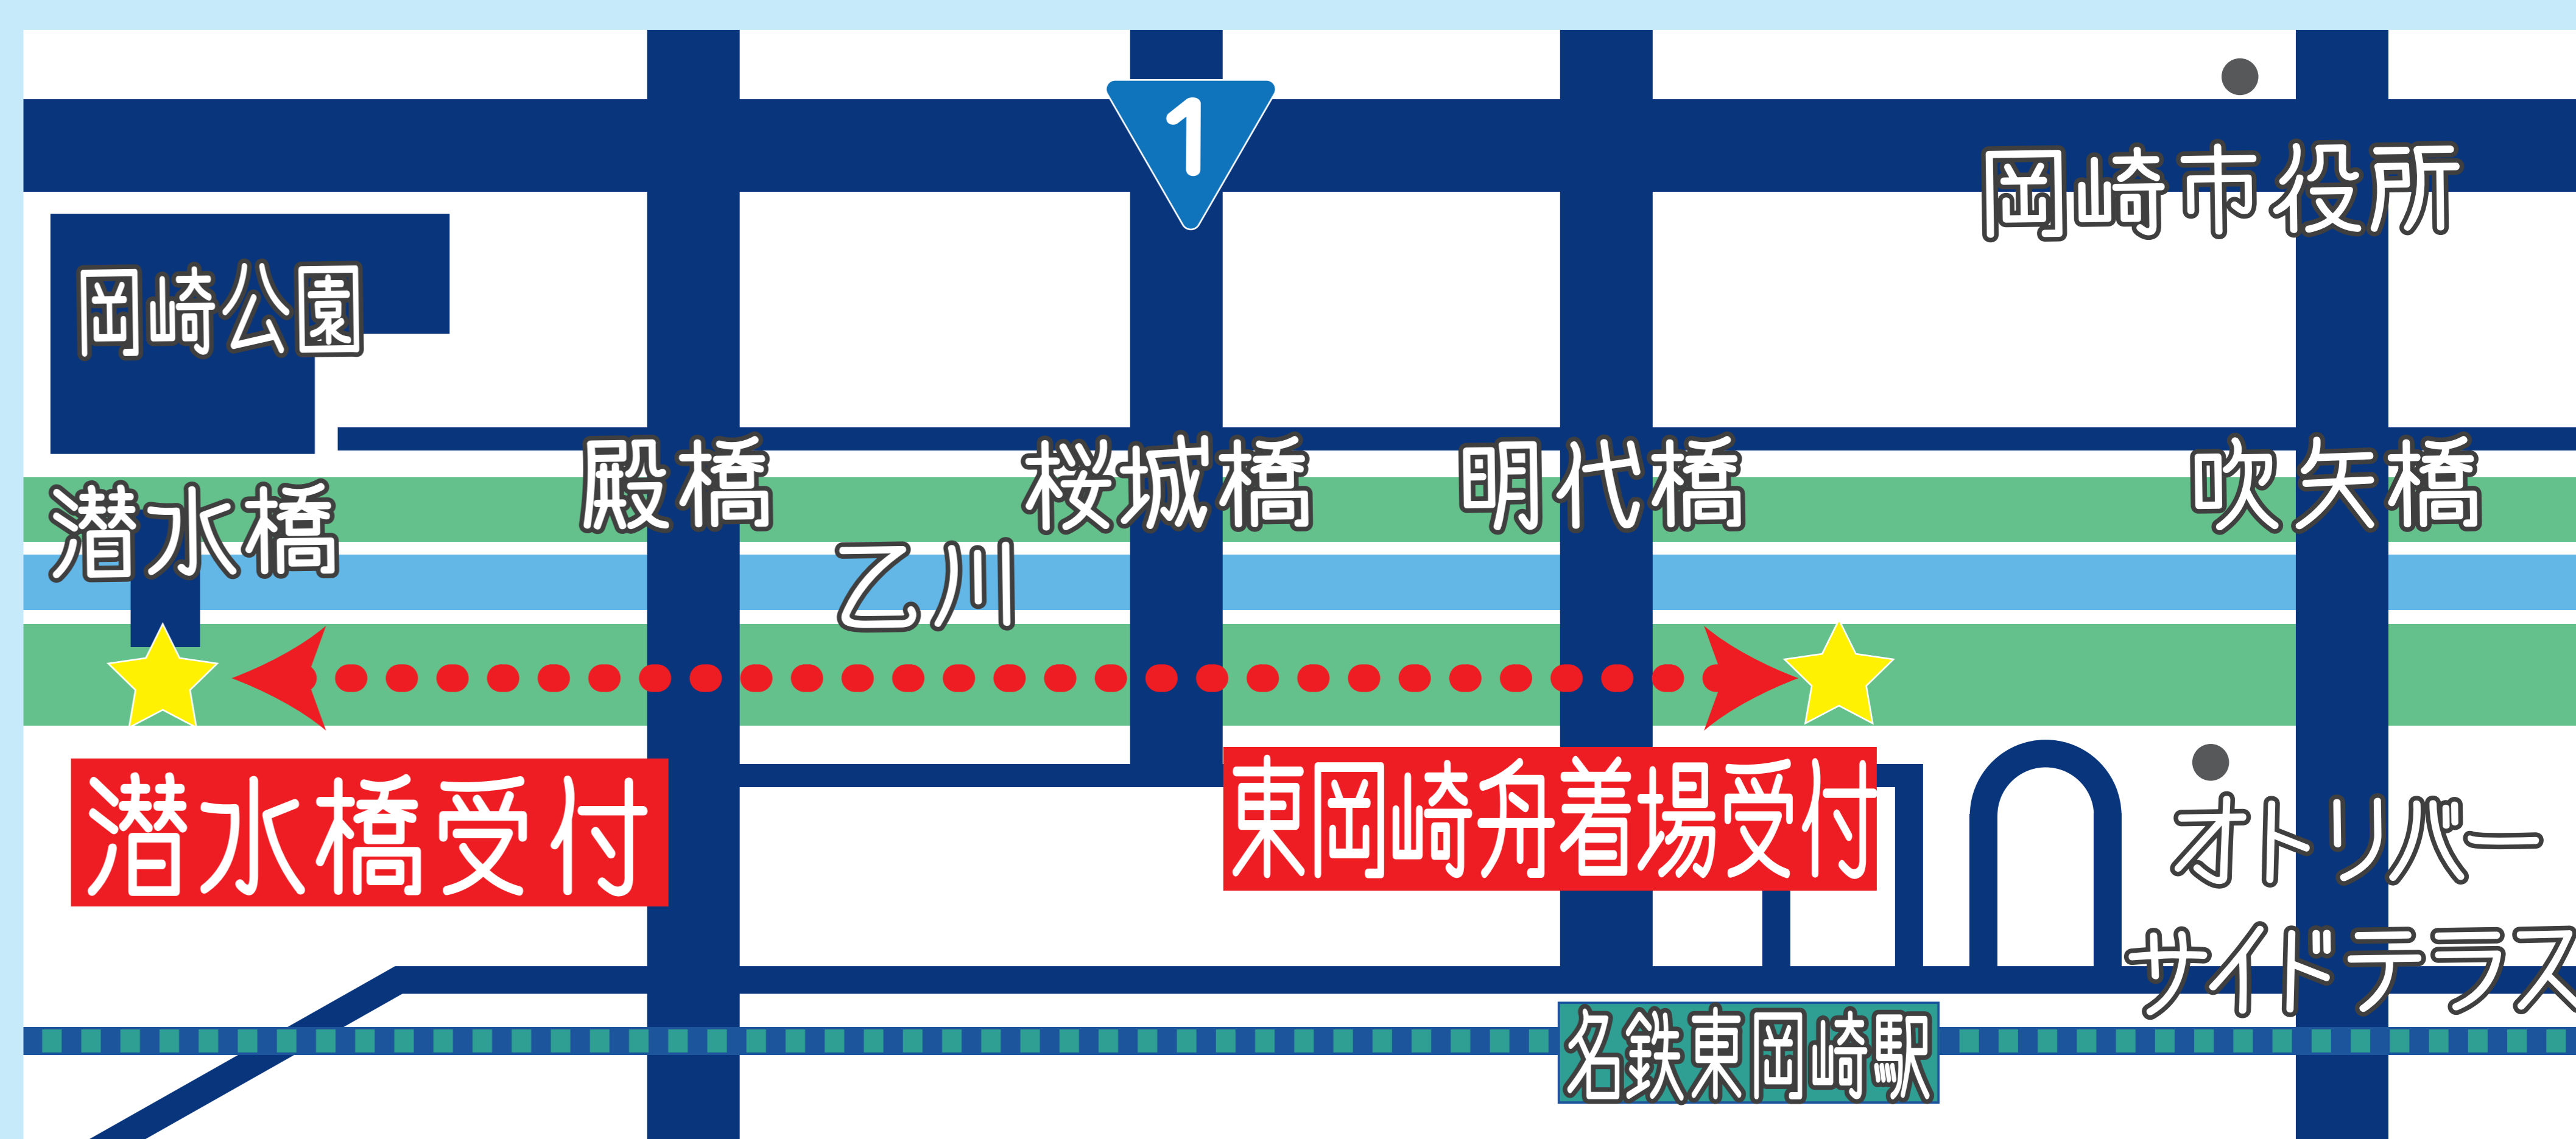 1
岡崎市役所
岡崎公園
殿橋
桜城橋
明代橋
吹矢橋
潜水橋
乙川
潜水橋受付
東岡崎舟着場受付
オトリバー
サイドテラス
名鉄東岡崎駅